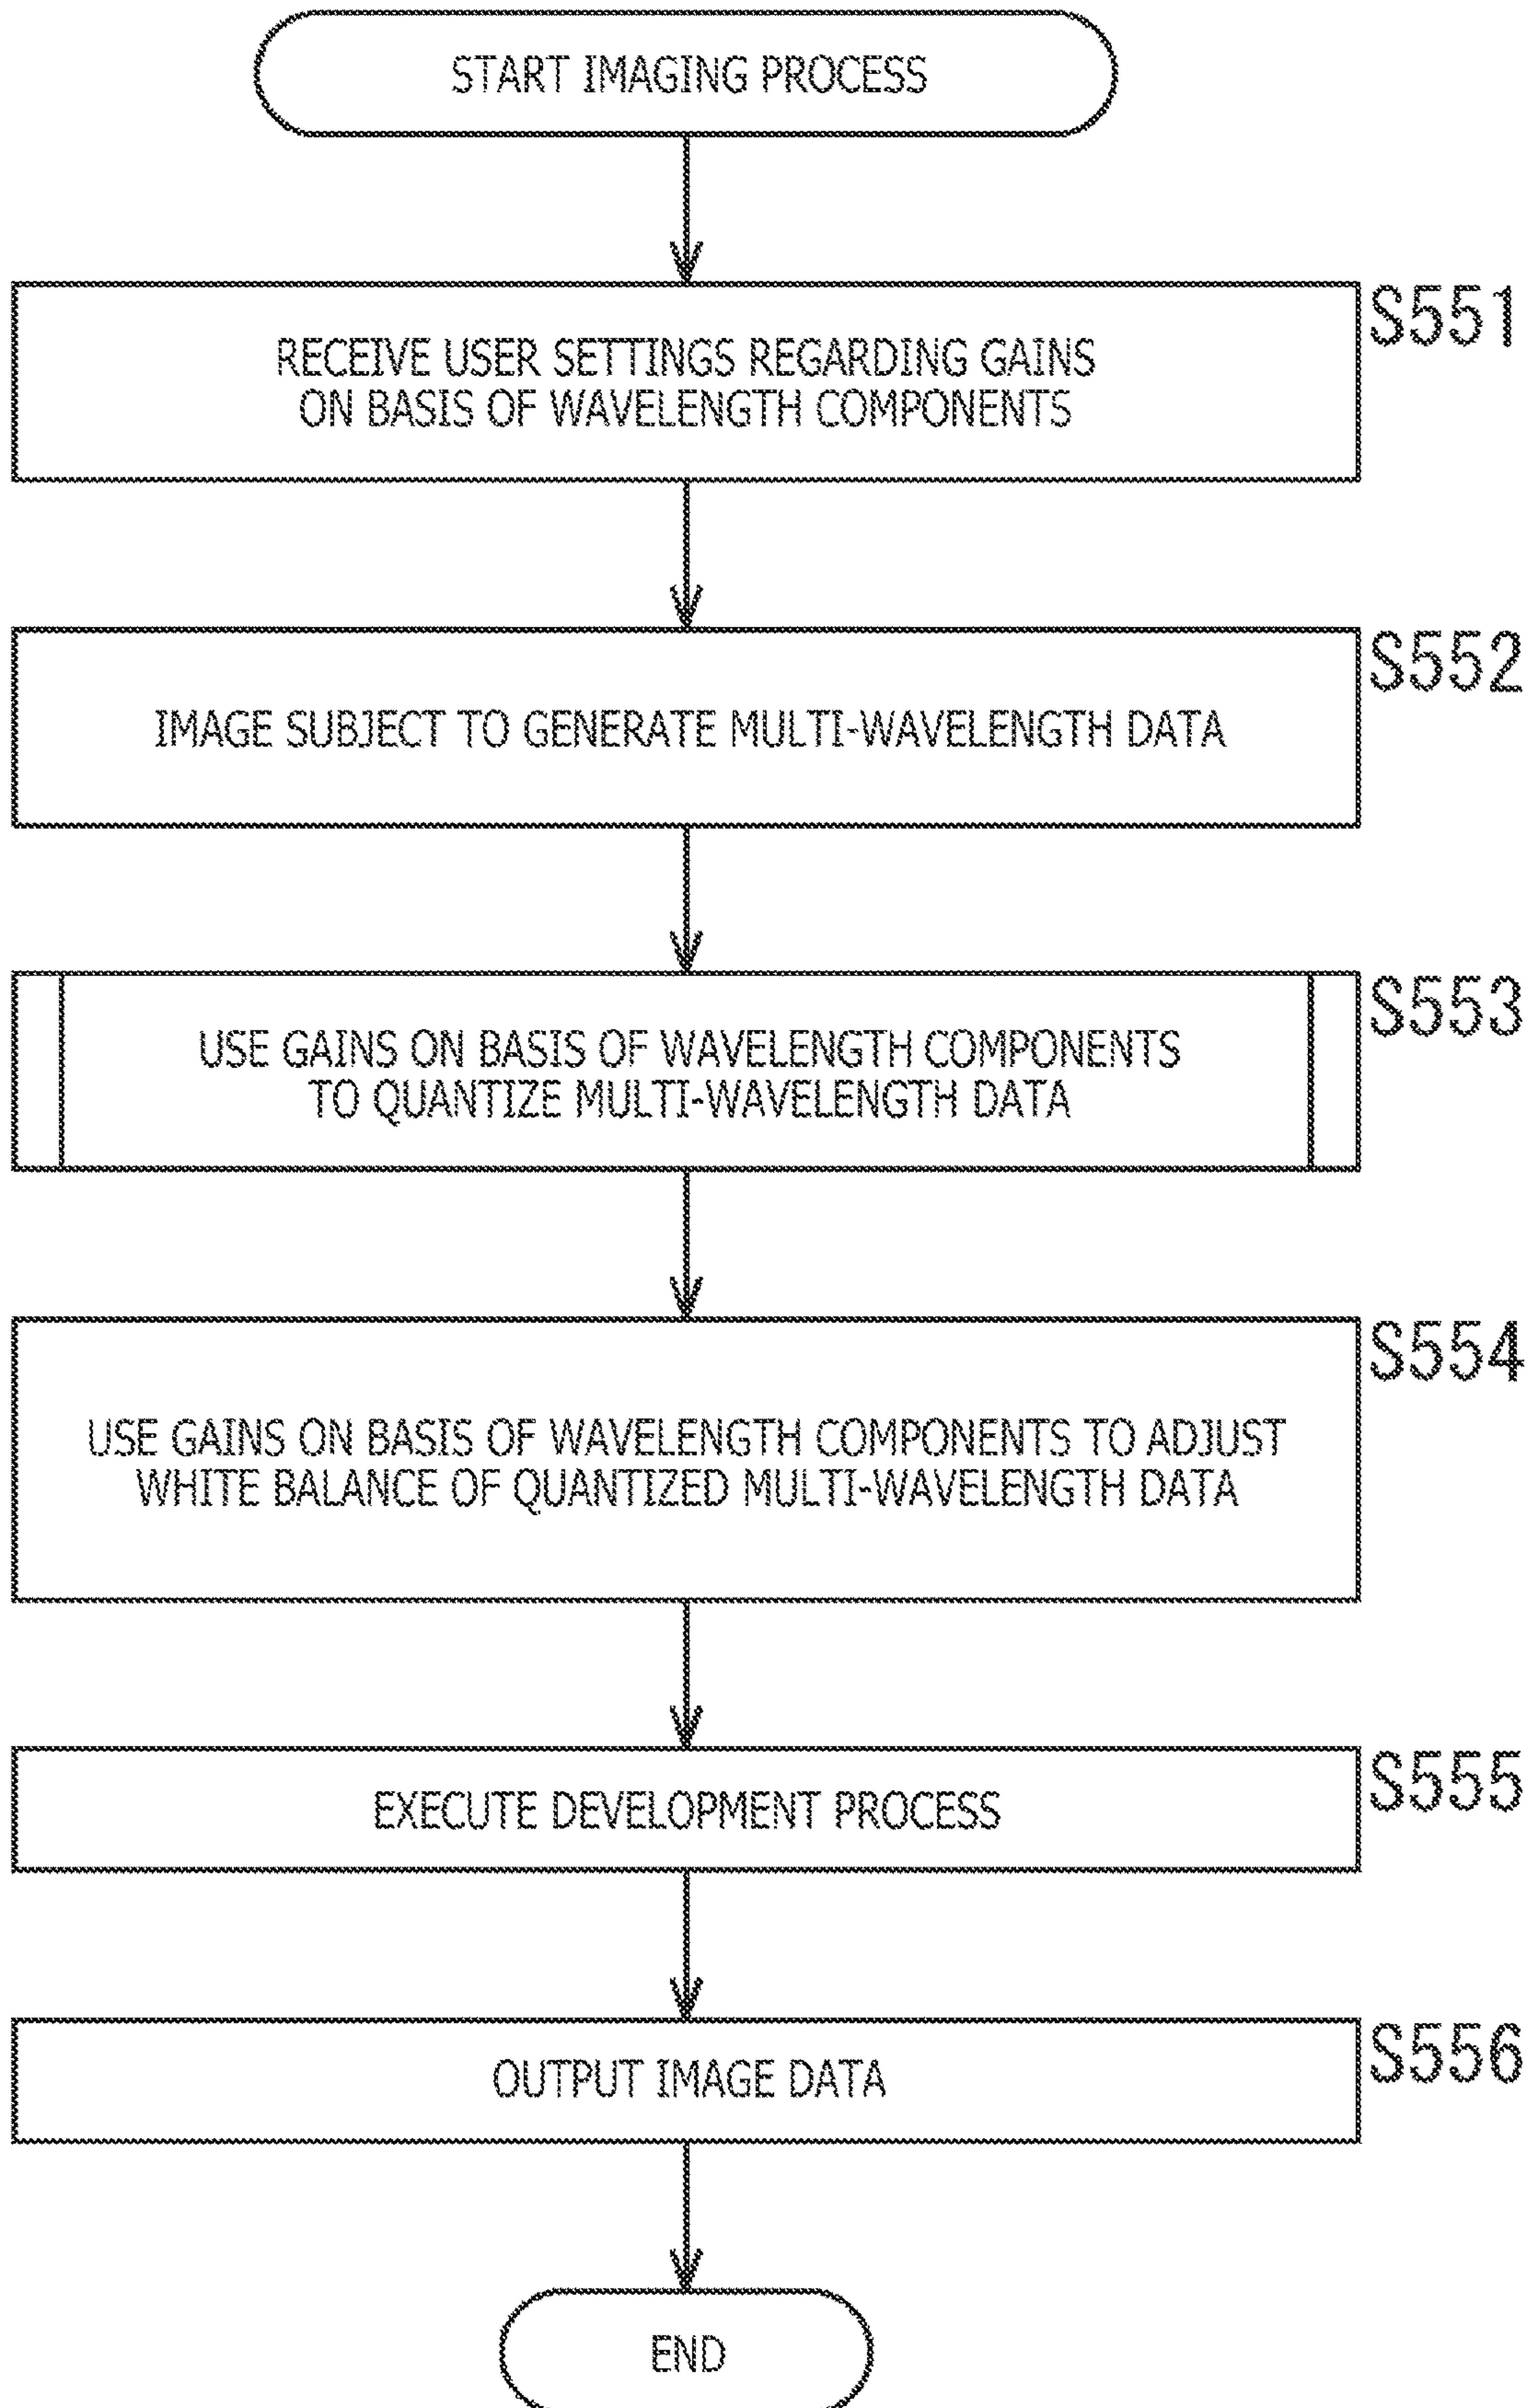 START IMAGING PROCESS
S551
RECEIVE USER SETTINGS REGARDING GAINS
ON BASIS OF WAVELENGTH COMPONENTS
S552
IMAGE SUBJECT TO GENERATE MULTI-WAVELENGTH DATA
S553
USE GAINS ON BASIS OF WAVELENGTH COMPONENTS
TO QUANTIZE MULTI-WAVELENGTH DATA
S554
USE GAINS ON BASIS OF WAVELENGTH COMPONENTS TO ADJUST
WHITE BALANCE OF QUANTIZED MULTI-WAVELENGTH DATA
S555
EXECUTE DEVELOPMENT PROCESS
S556
OUTPUT IMAGE DATA
END